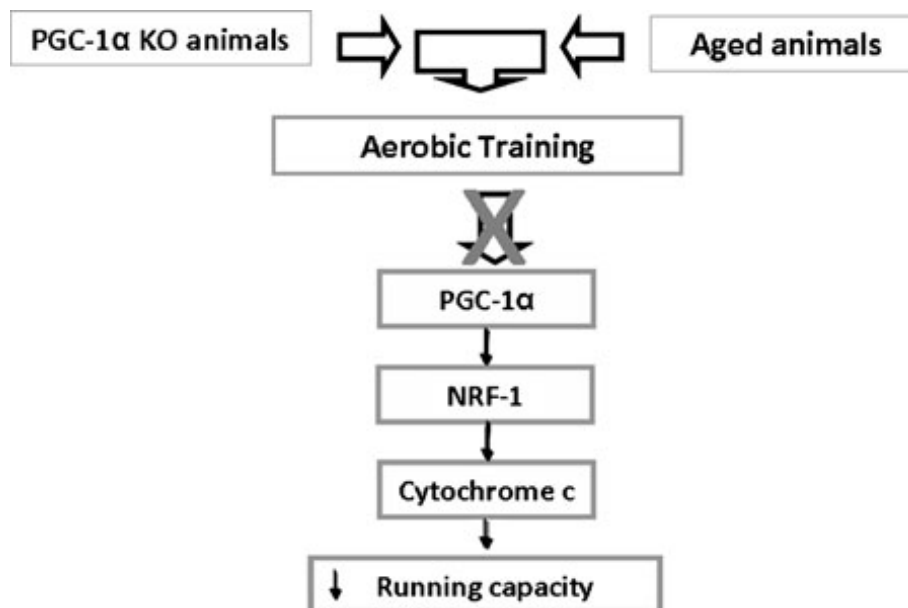 PGC-1α KO animals
Aged animals
Aerobic Training
PGC-1α
NRF-1
Cytochrome c
↓ Running capacity